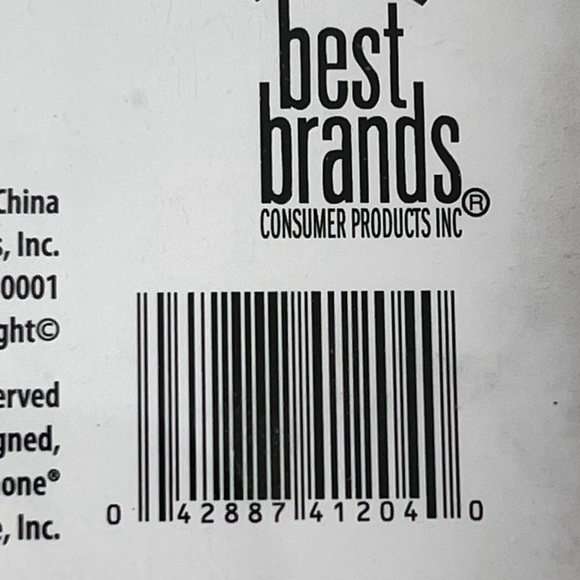 best
brands®
CONSUMER PRODUCTS INC
China
s, Inc.
0001
ght©
erved
gned,
one®
e, Inc.
0 42887 41204 0